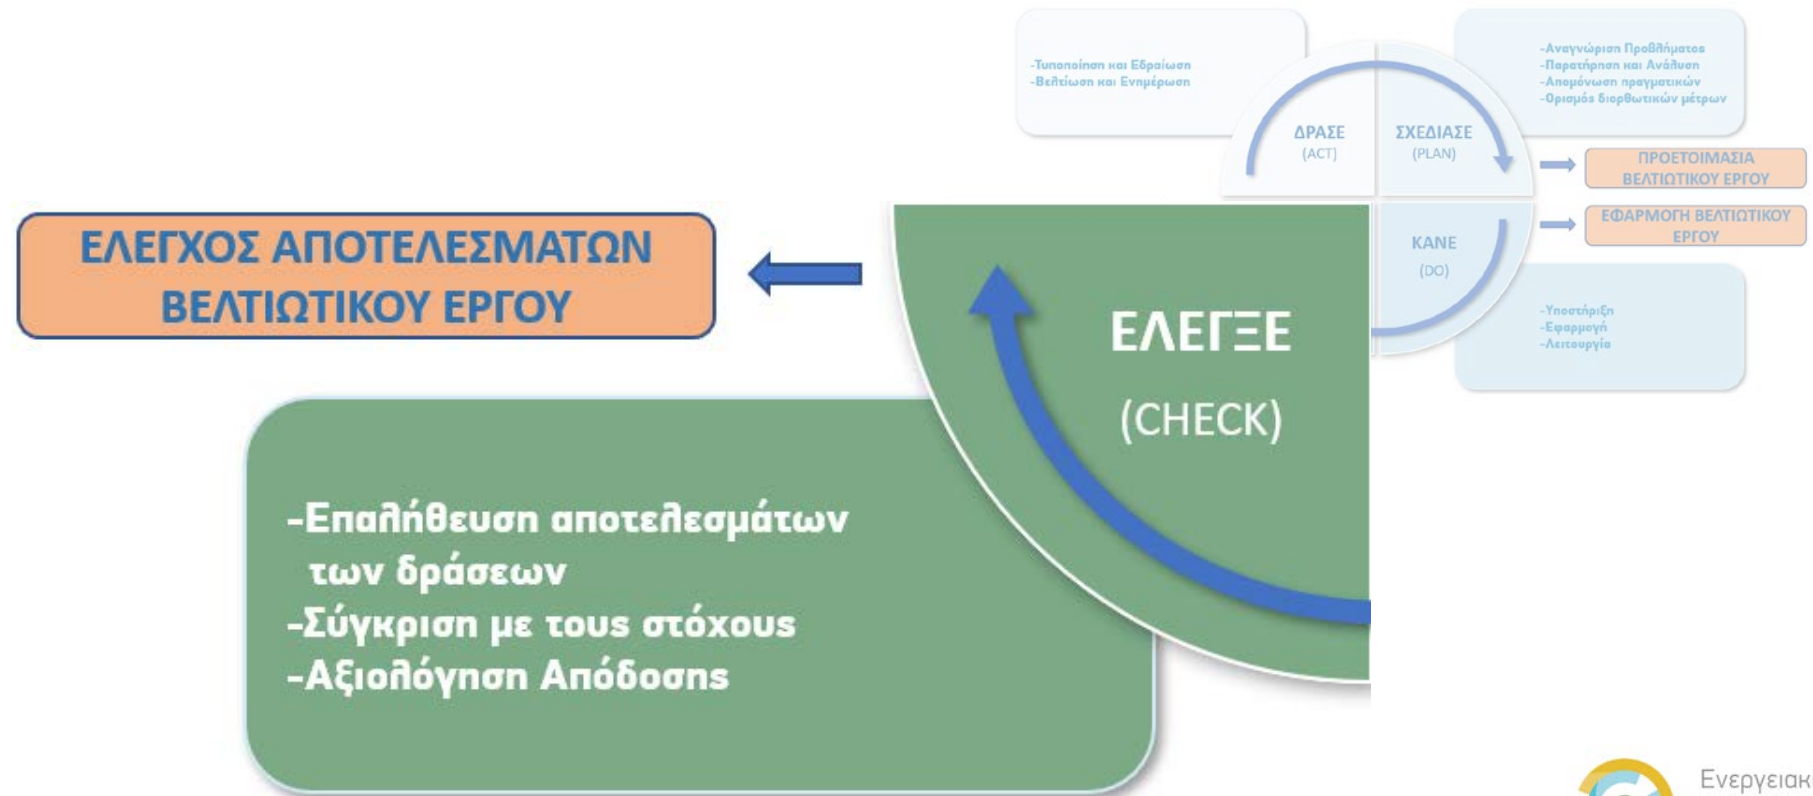 -Τυποποίηση και Εδραίωση
-Βελτίωση και Ενημέρωση
ΔΡΑΣΕ
(ACT)
ΣΧΕΔΙΑΣΕ
(PLAN)
-Αναγνώριση Προβλήματος
-Παρατήρηση και Ανάλυση
-Απομόνωση πραγματικών
-Ορισμός διορθωτικών μέτρων
ΠΡΟΕΤΟΙΜΑΣΙΑ
ΒΕΛΤΙΩΤΙΚΟΥ ΕΡΓΟΥ
ΕΦΑΡΜΟΓΗ ΒΕΛΤΙΩΤΙΚΟΥ
ΕΡΓΟΥ
ΚΑΝΕ
(DO)
-Υποστήριξη
-Εφαρμογή
-Λειτουργία
ΕΛΕΓΧΟΣ ΑΠΟΤΕΛΕΣΜΑΤΩΝ
ΒΕΛΤΙΩΤΙΚΟΥ ΕΡΓΟΥ
ΕΛΕΓΞΕ
(CHECK)
-Επαλήθευση αποτελεσμάτων
των δράσεων
-Σύγκριση με τους στόχους
-Αξιολόγηση Απόδοσης